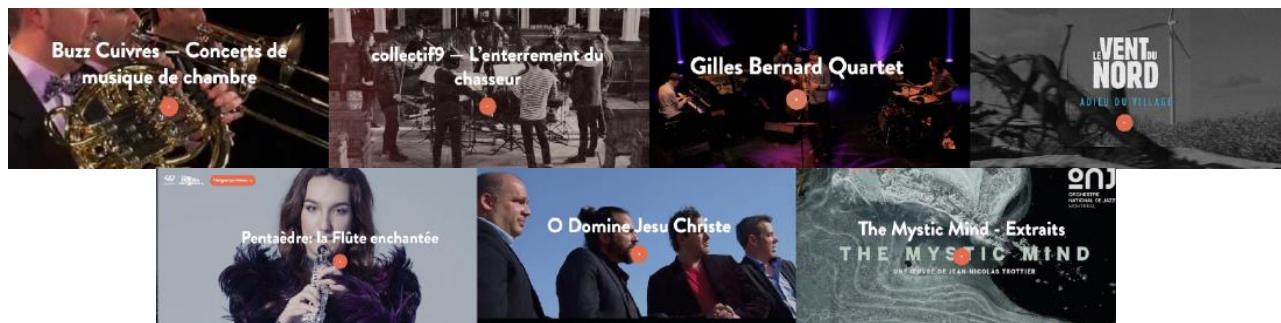 Buzz Cuivres — Concerts de
musique de chambre
collectif9 — L'enterrement du
chasseur
Gilles Bernard Quartet
LE VENT DU
NORD
ADIEU DU VILLAGE
Pentaèdre: la Flûte enchantée
O Domine Jesu Christe
ONJ
ORCHESTRE
NATIONAL DE JAZZ
MONTRÉAL
The Mystic Mind - Extraits
THE MYSTIC MIND
UNE ŒUVRE DE JEAN-NICOLAS TROTTIER